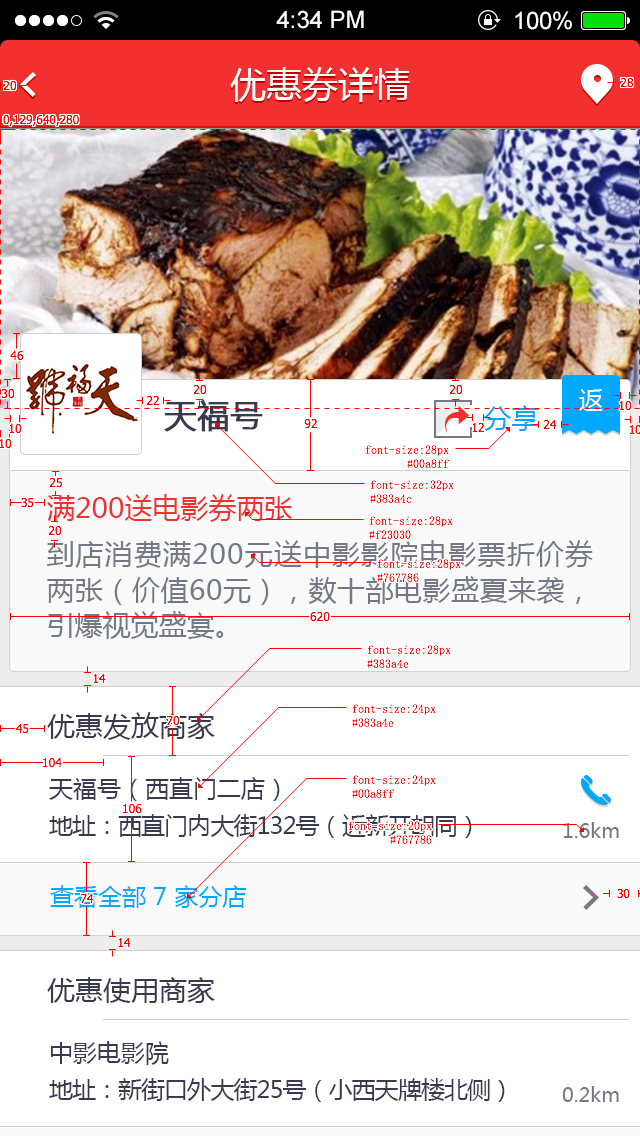 4:34 PM 100%
20 优惠券详情 28
0,129,640,280
46
30
天福號
22
20
20
天福号
92
分享
返
10
12
24
10
10
10
font-size:28px
#00a8ff
25
font-size:32px
#383a4c
35
满200送电影券两张
font-size:28px
#f23030
20
到店消费满200元送中影影院电影票折价券
font-size:28px
#767786
两张（价值60元），数十部电影盛夏来袭，
620
引爆视觉盛宴。
font-size:28px
#383a4c
14
45
70
优惠发放商家
font-size:24px
#383a4c
104
天福号（西直门二店）
font-size:24px
#00a8ff
106
地址：西直门内大街132号（近新开胡同）
font-size:20px
#767786
1.6km
74
查看全部 7 家分店
30
14
优惠使用商家
中影电影院
地址：新街口外大街25号（小西天牌楼北侧）
0.2km